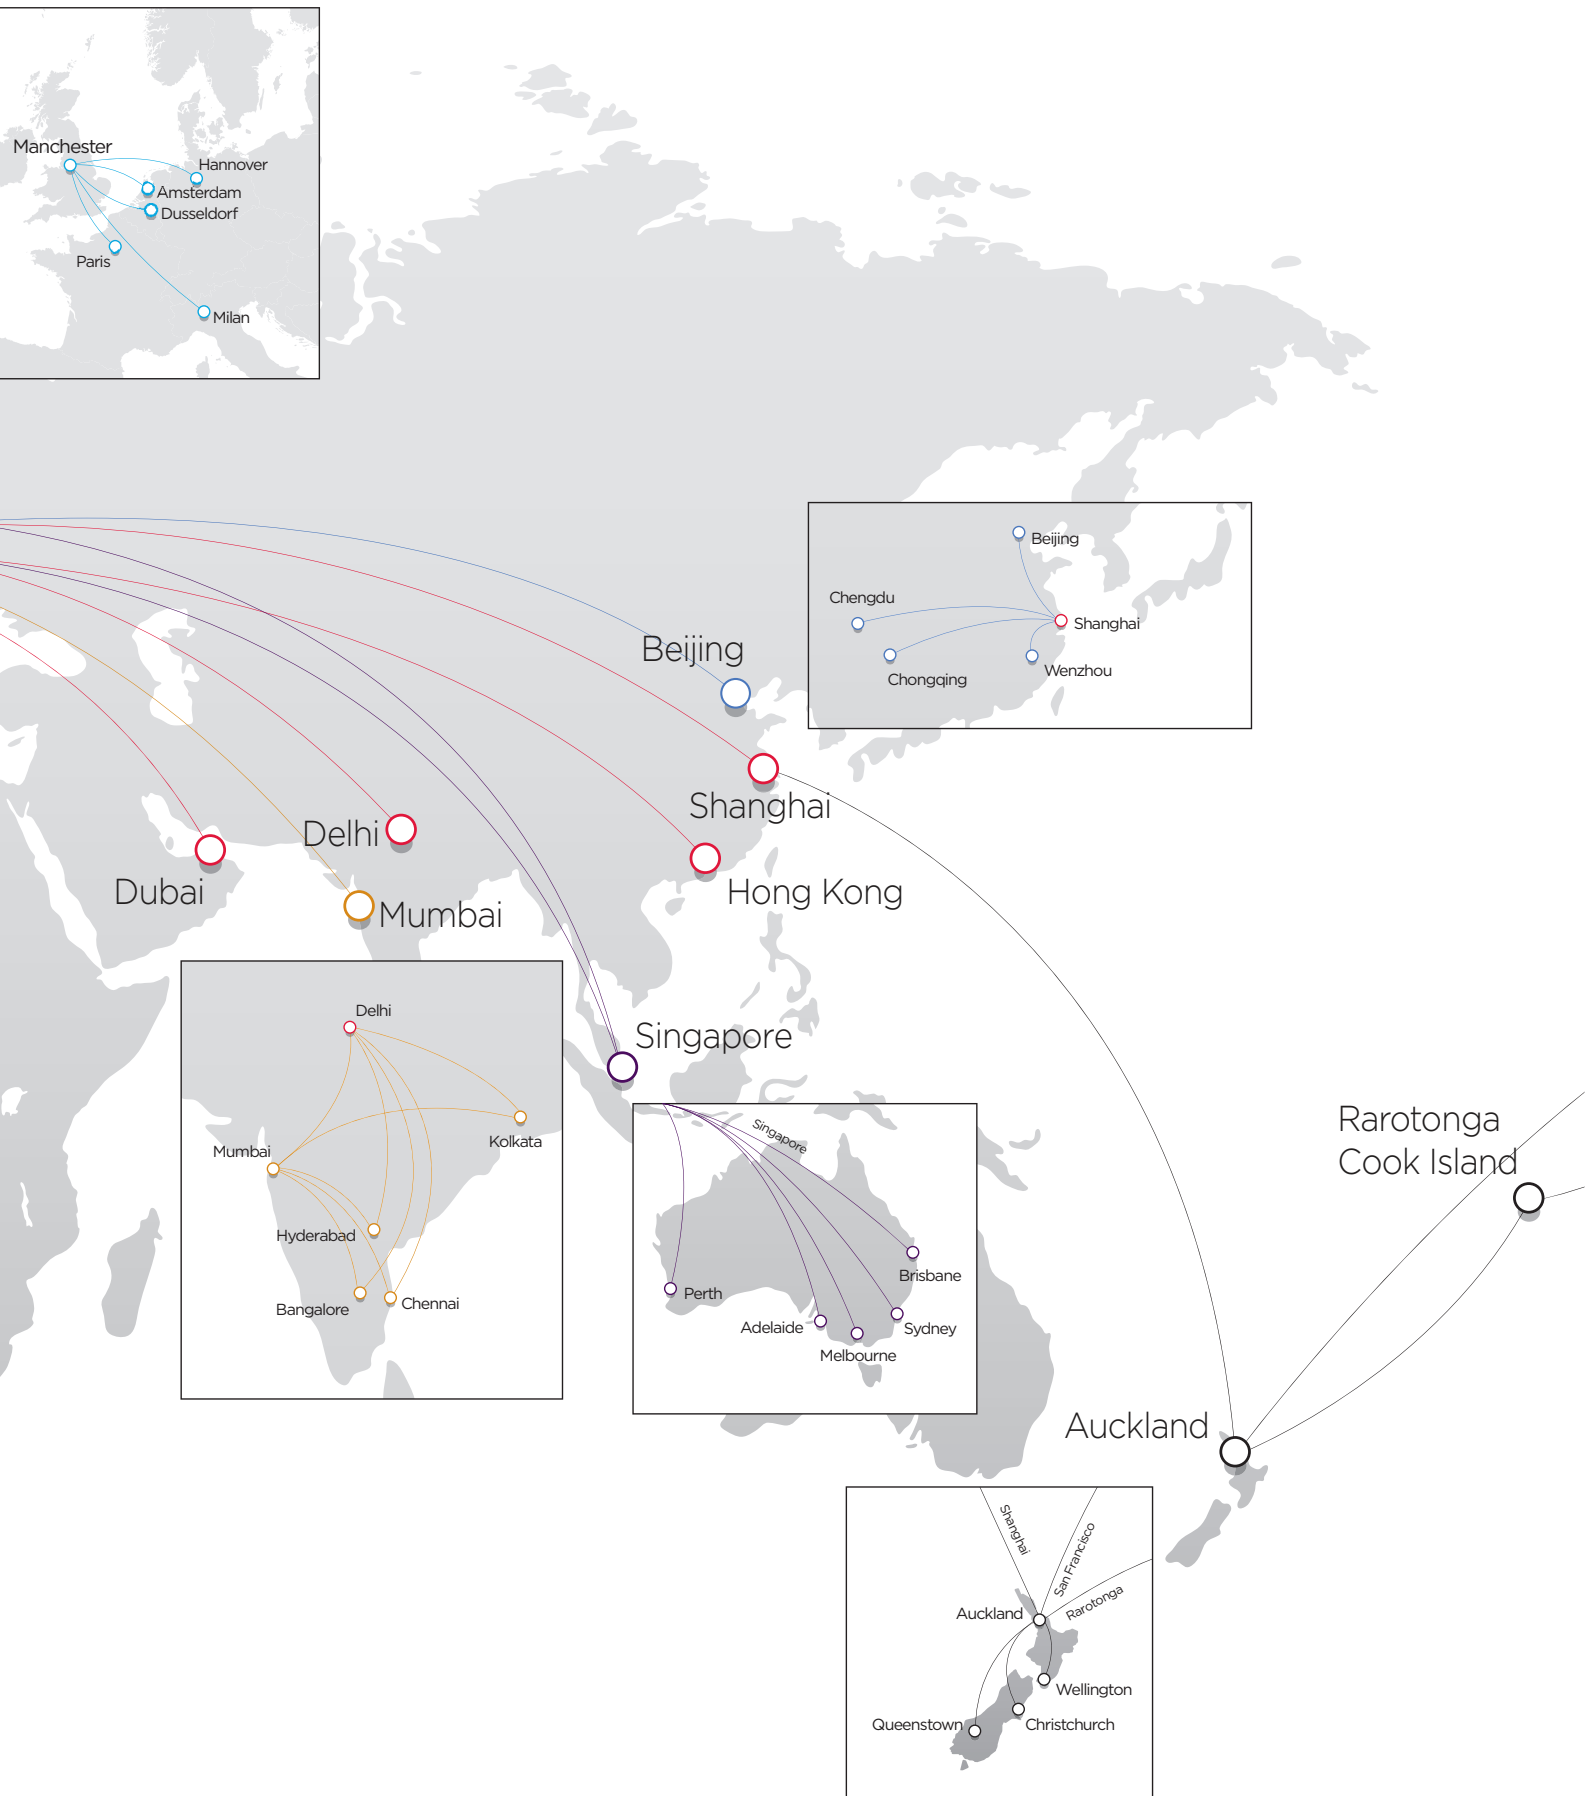 Manchester
Hannover
Amsterdam
Dusseldorf
Paris
Milan
Beijing
Chengdu
Shanghai
Chongqing
Wenzhou
Beijing
Shanghai
Delhi
Dubai
Hong Kong
Mumbai
Delhi
Kolkata
Mumbai
Hyderabad
Bangalore
Chennai
Singapore
Singapore
Brisbane
Perth
Adelaide
Sydney
Melbourne
Rarotonga
Cook Island
Auckland
Shanghai
San Francisco
Rarotonga
Auckland
Wellington
Queenstown
Christchurch